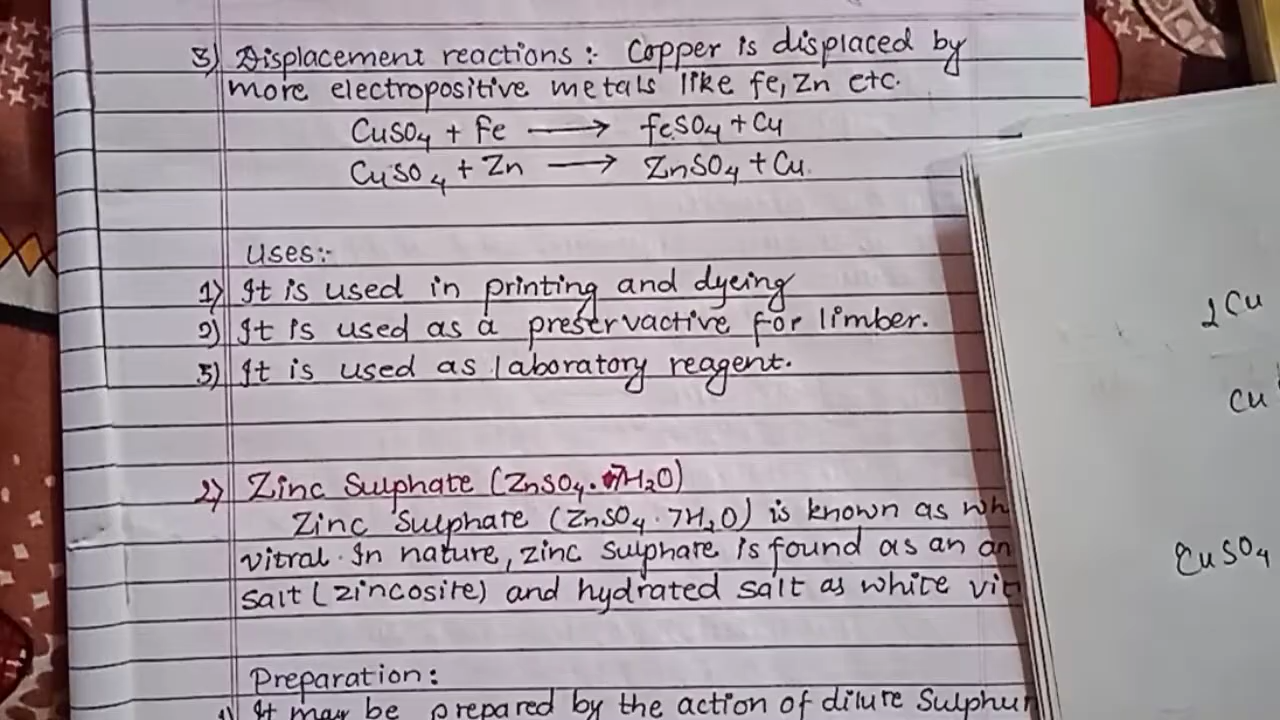 3) Displacement reactions : Copper is displaced by
more electropositive metals like fe, Zn etc.
CuSO4 + Fe → feSO4 + Cu
CuSO4 + Zn → ZnSO4 + Cu
Uses:-
1) It is used in printing and dyeing
2) It is used as a preservactive for limber.
3) It is used as laboratory reagent.
2) Zinc Sulphate (ZnSO4.7H2O)
Zinc Sulphate (ZnSO4.7H2O) is known as wh
vitral. In nature, zinc sulphate is found as an an
salt (zincosite) and hydrated salt as white vit
Preparation:
1) It may be prepared by the action of dilute Sulphur
2Cu
Cu
CuSO4